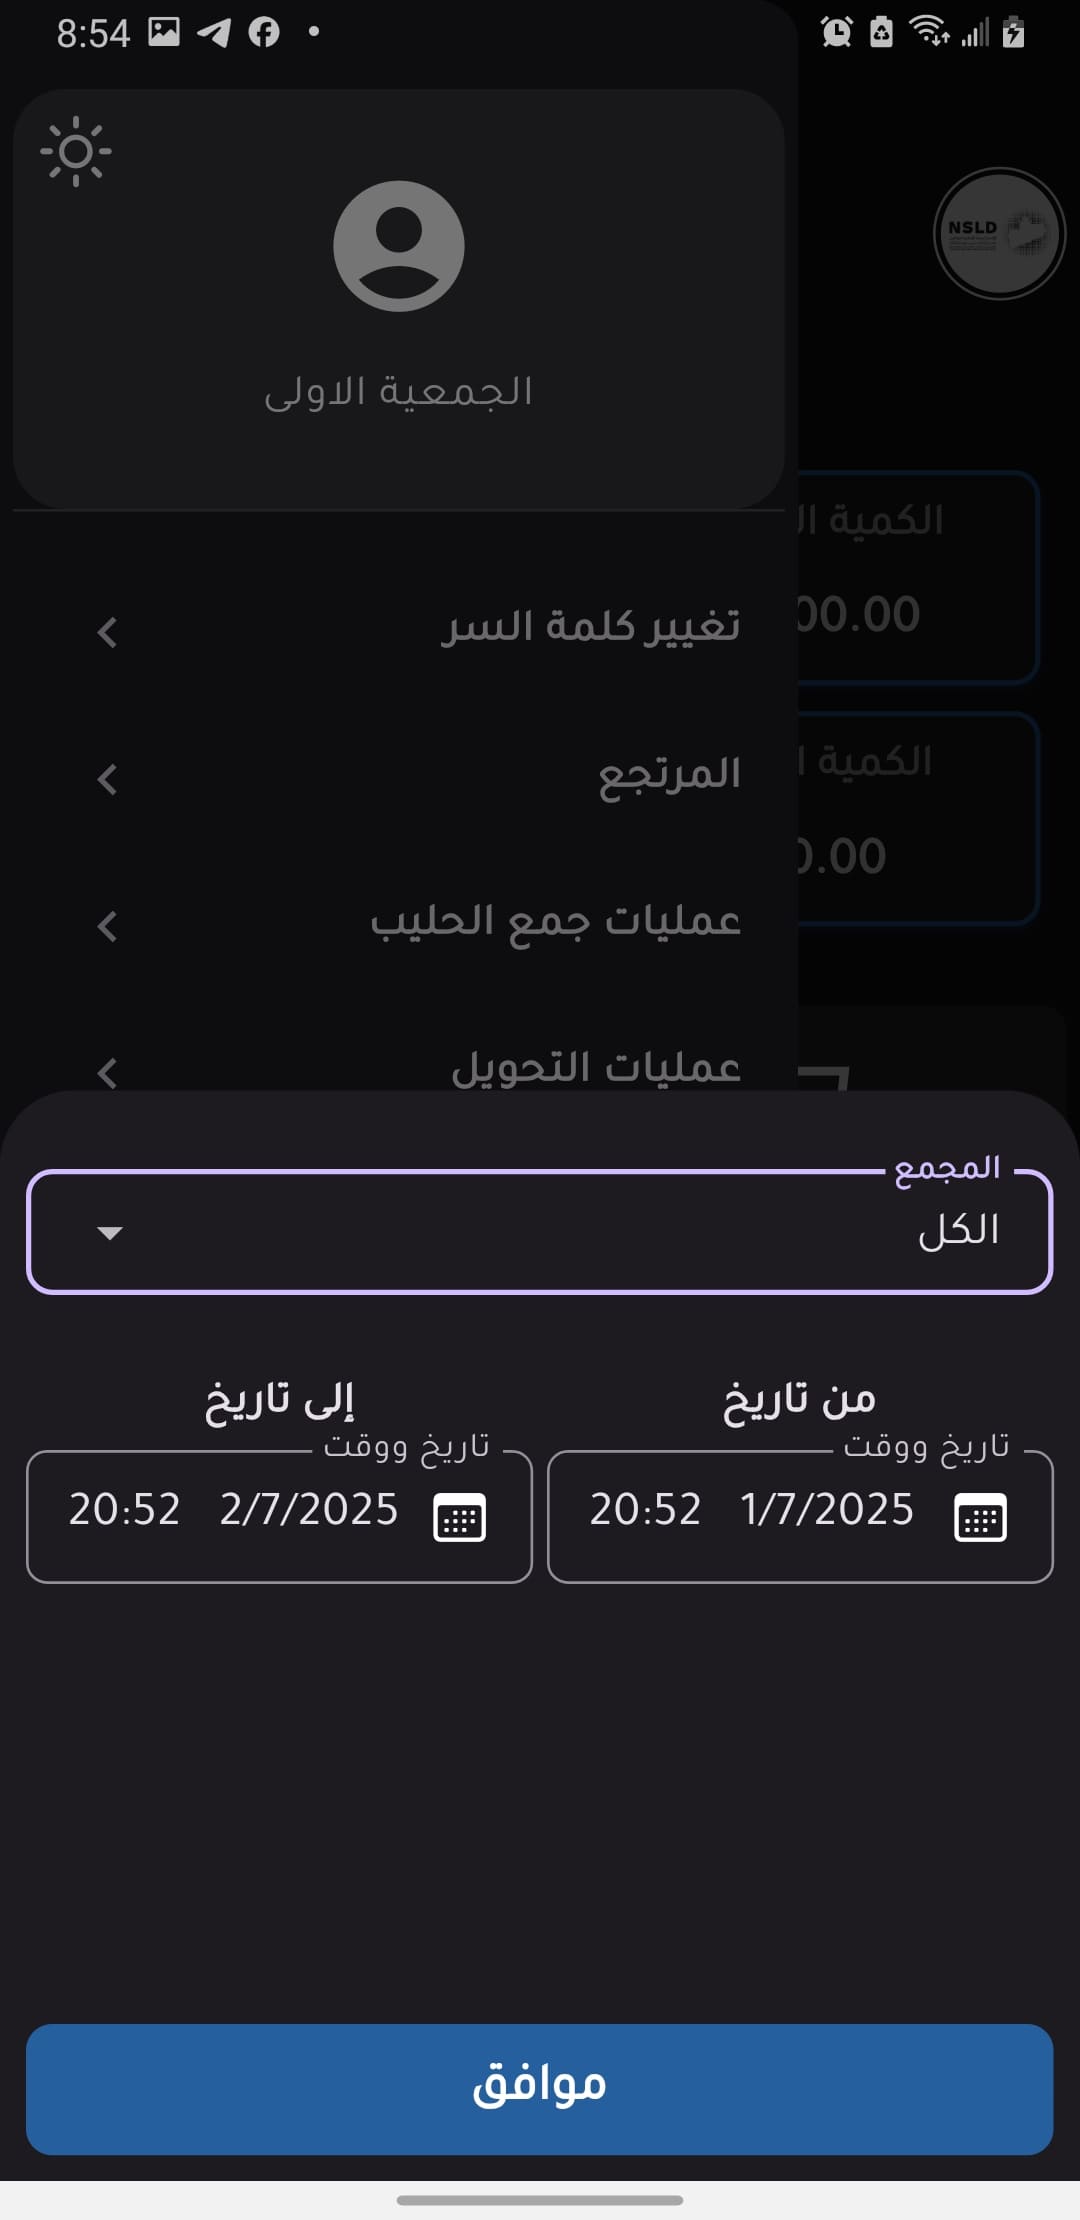 8:54
NSLD
الجمعية الاولى
الكمية ا
00.00
تغيير كلمة السر
المرتجع
الكمية ا
0.00
عمليات جمع الحليب
عمليات التحويل
المجمع
الكل
من تاريخ
إلى تاريخ
تاريخ ووقت
1/7/2025 20:52
تاريخ ووقت
2/7/2025 20:52
موافق